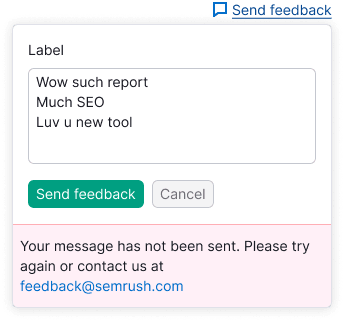 Send feedback
Label
Wow such report
Much SEO
Luv u new tool
Send feedback Cancel
Your message has not been sent. Please try
again or contact us at
feedback@semrush.com